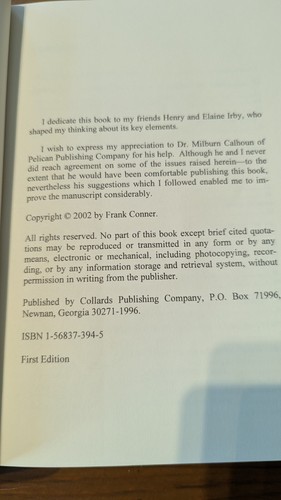 I dedicate this book to my friends Henry and Elaine Irby, who
shaped my thinking about its key elements.
I wish to express my appreciation to Dr. Milburn Calhoun of
Pelican Publishing Company for his help. Although he and I never
did reach agreement on some of the issues raised herein—to the
extent that he would have been comfortable publishing this book,
nevertheless his suggestions which I followed enabled me to im-
prove the manuscript considerably.
Copyright © 2002 by Frank Conner.
All rights reserved. No part of this book except brief cited quota-
tions may be reproduced or transmitted in any form or by any
means, electronic or mechanical, including photocopying, recor-
ding, or by any information storage and retrieval system, without
permission in writing from the publisher.
Published by Collards Publishing Company, P.O. Box 71996,
Newnan, Georgia 30271-1996.
ISBN 1-56837-394-5
First Edition